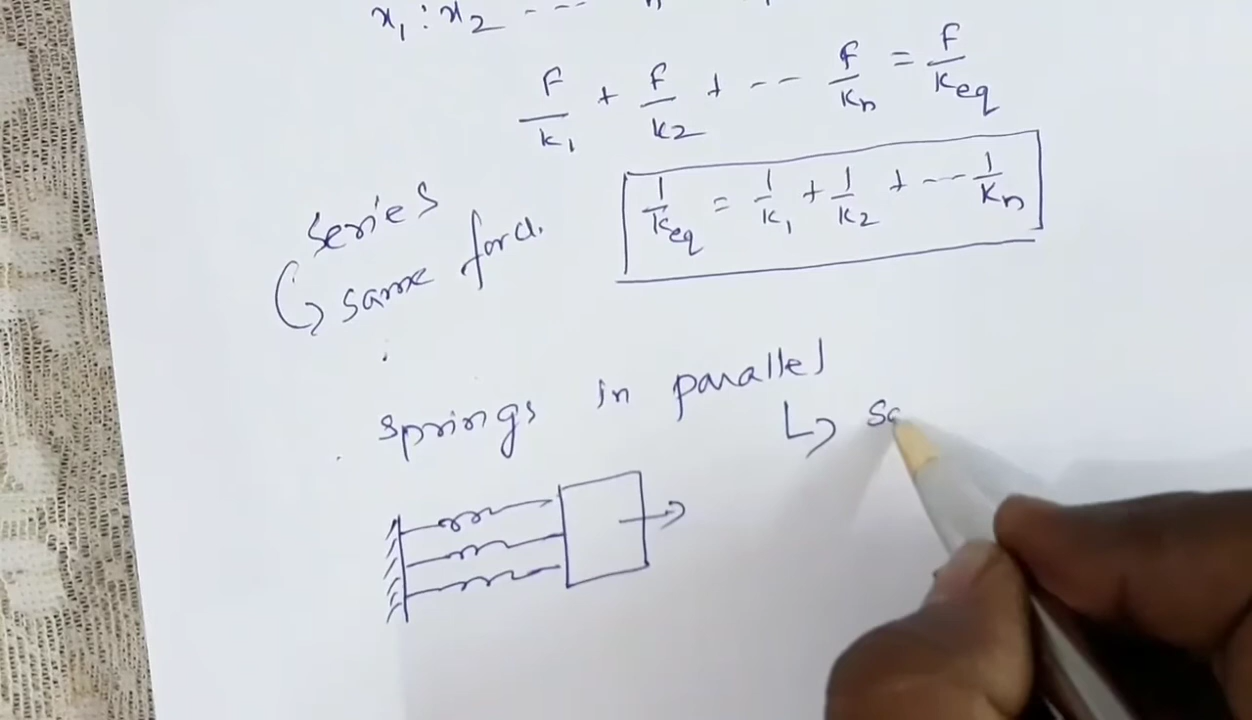 x₁ : x₂ ----
F/k₁ + F/k₂ + --- F/kₙ = F/keq
1/keq = 1/k₁ + 1/k₂ + --- 1/kₙ
series
↳ same force.
springs in parallel
↳ sa